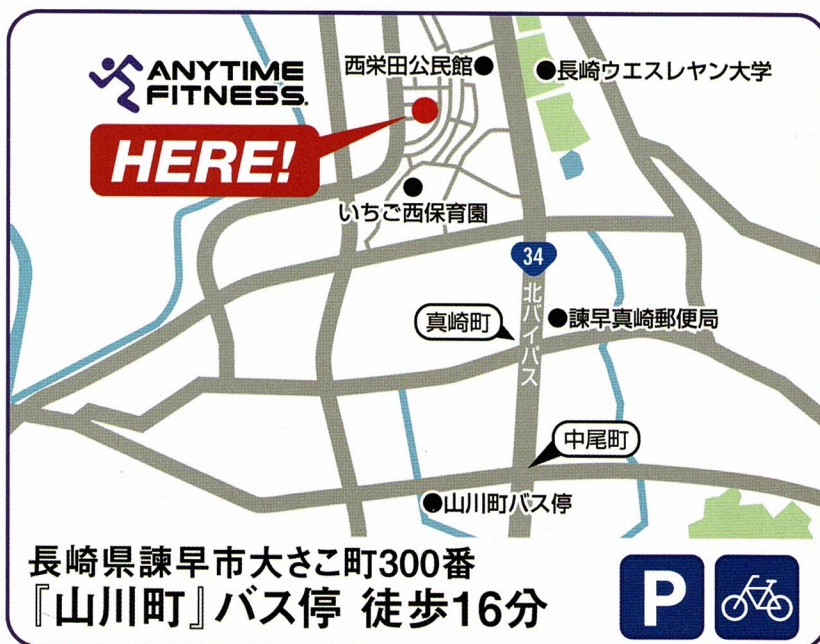 ANYTIME
FITNESS.
HERE!
西栄田公民館
長崎ウエスレヤン大学
いちご西保育園
34
北バイパス
真崎町
諫早真崎郵便局
中尾町
山川町バス停
長崎県諫早市大さこ町300番
『山川町』バス停 徒歩16分
P